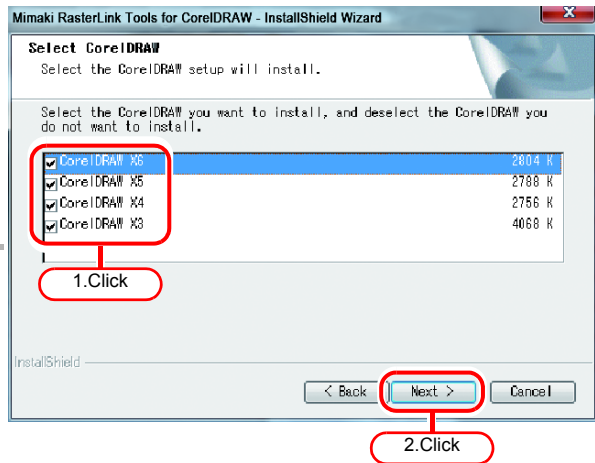 Mimaki RasterLink Tools for CorelDRAW - InstallShield Wizard
Select CorelDRAW
Select the CorelDRAW setup will install.
Select the CorelDRAW you want to install, and deselect the CorelDRAW you
do not want to install.
CorelDRAW X6 2804 K
CorelDRAW X5 2788 K
CorelDRAW X4 2756 K
CorelDRAW X3 4068 K
1.Click
InstallShield
< Back Next > Cancel
2.Click